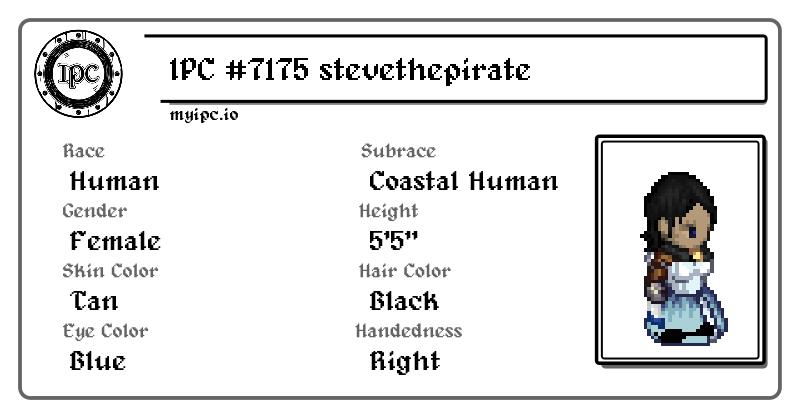 IPC
IPC #7175 stevethepirate
myipc.io
Race
Human
Subrace
Coastal Human
Gender
Female
Height
5'5"
Skin Color
Tan
Hair Color
Black
Eye Color
Blue
Handedness
Right